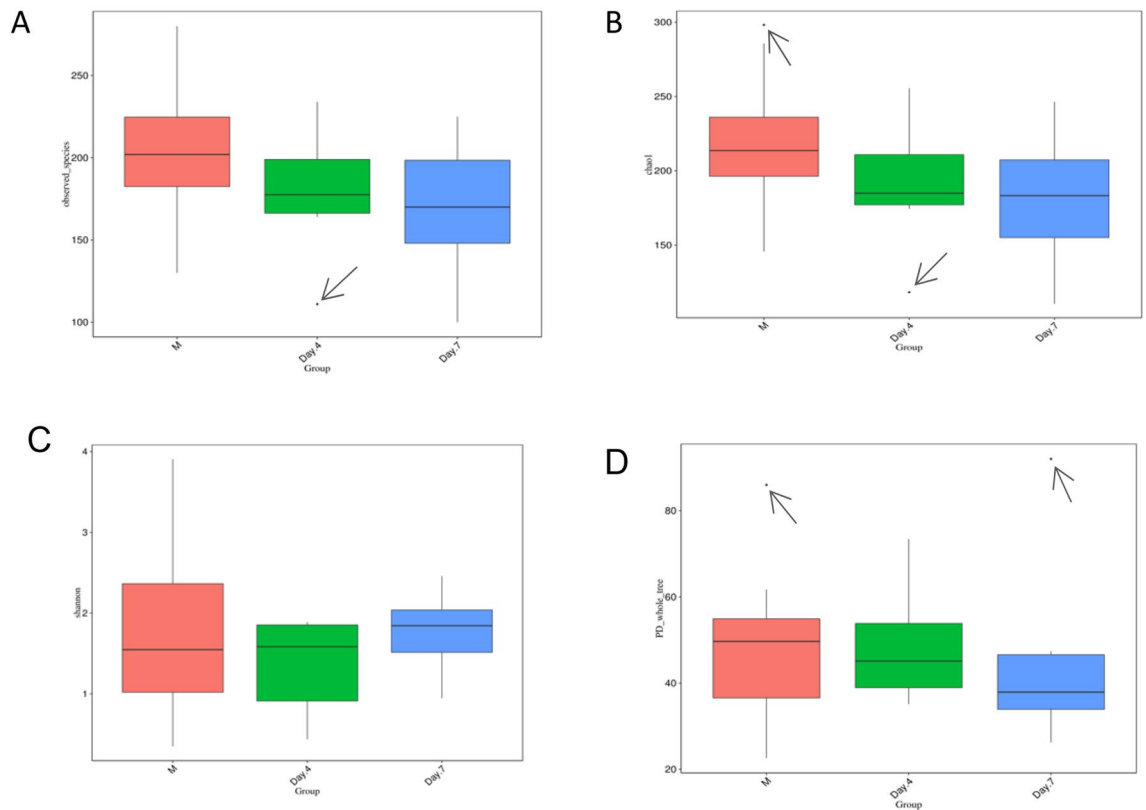 A
observed_species
250
200
150
100
M
Day.4
Day.7
Group
B
chao1
300
250
200
150
M
Day.4
Day.7
Group
C
shannon
4
3
2
1
M
Day.4
Day.7
D
PD_whole_tree
80
60
40
20
M
Day.4
Day.7
Group